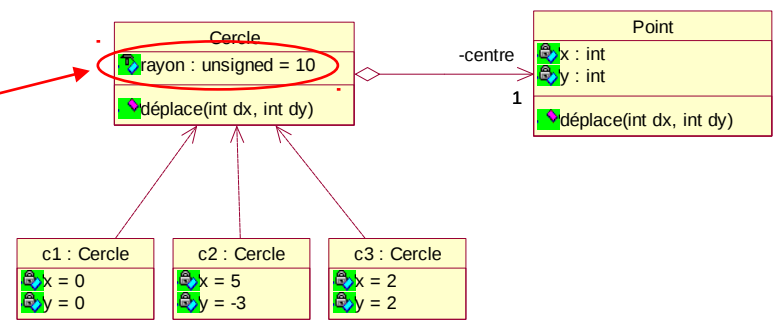 Cercle
rayon : unsigned = 10
déplace(int dx, int dy)
-centre
1
Point
x : int
y : int
déplace(int dx, int dy)
c1 : Cercle
x = 0
y = 0
c2 : Cercle
x = 5
y = -3
c3 : Cercle
x = 2
y = 2